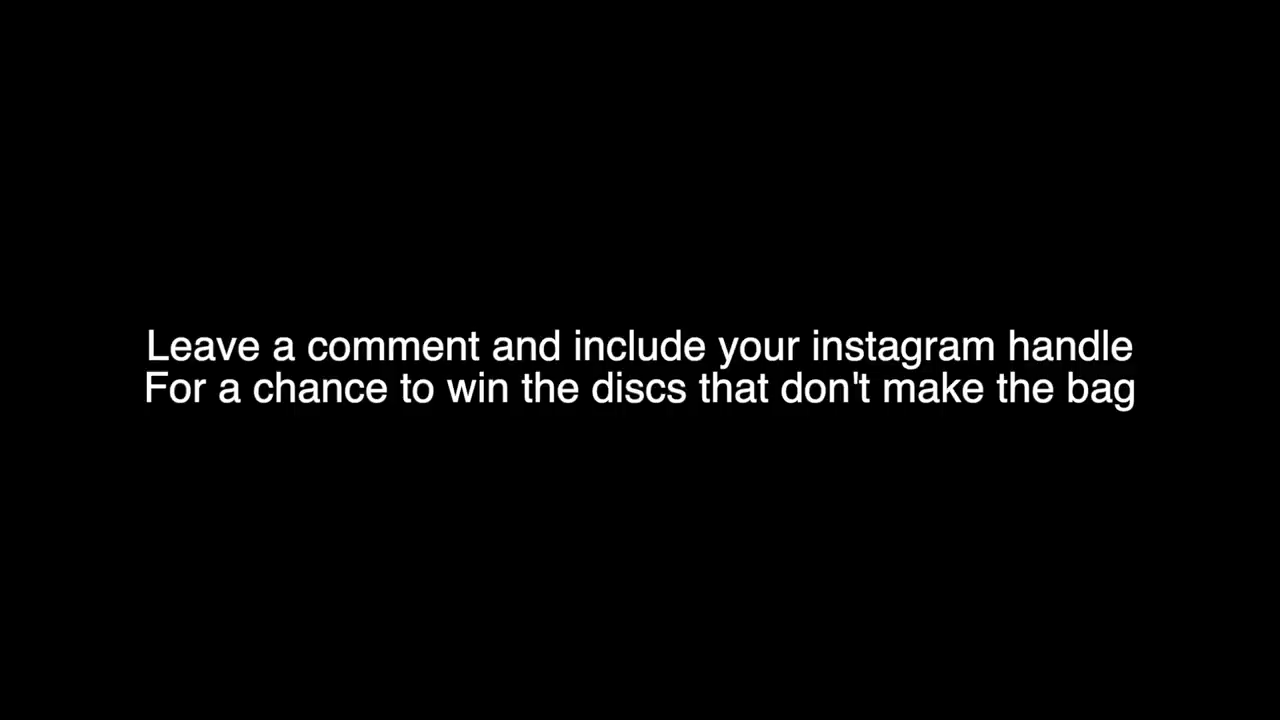 Leave a comment and include your instagram handle
For a chance to win the discs that don't make the bag